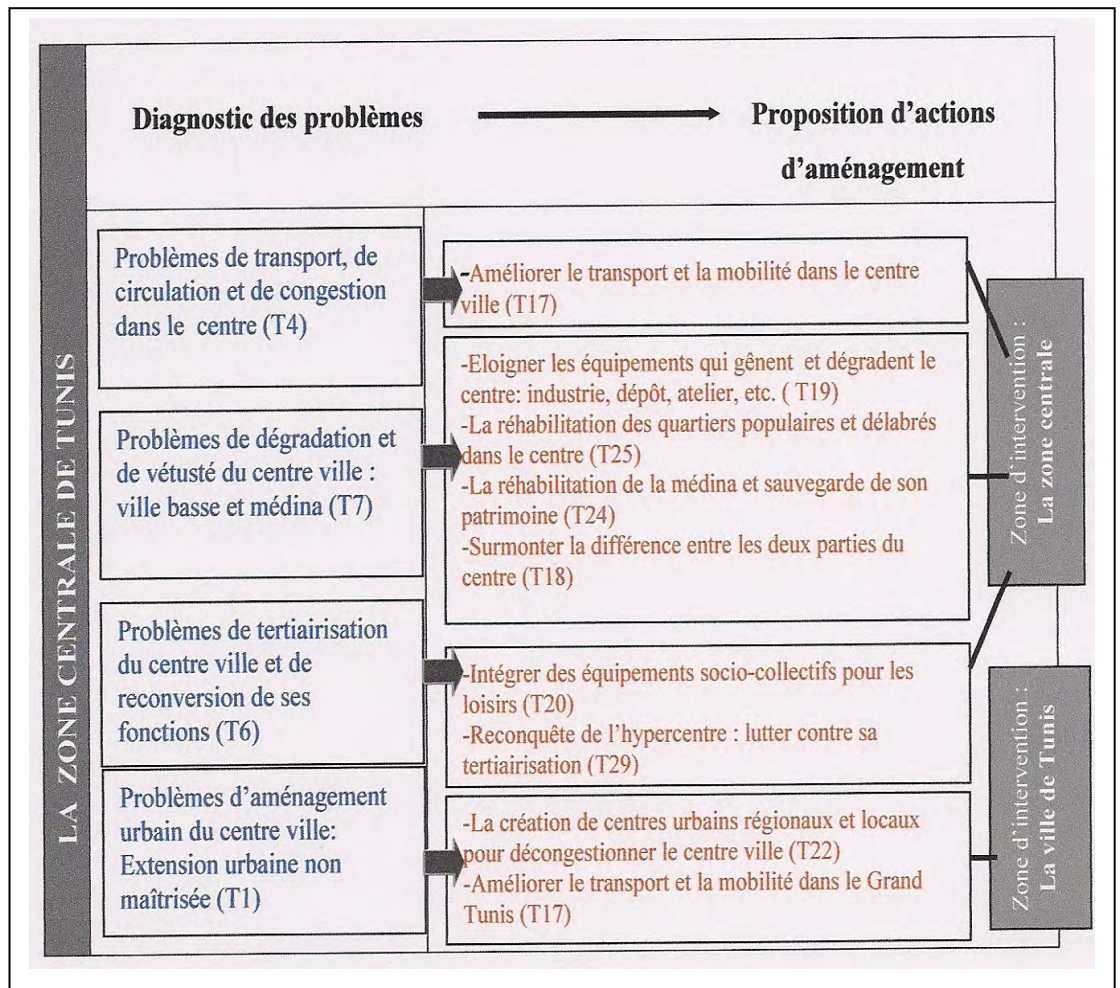 LA ZONE CENTRALE DE TUNIS
Diagnostic des problèmes
Proposition d'actions
d'aménagement
Problèmes de transport, de
circulation et de congestion
dans le centre (T4)
-Améliorer le transport et la mobilité dans le centre
ville (T17)
Problèmes de dégradation et
de vétusté du centre ville :
ville basse et médina (T7)
-Eloigner les équipements qui gênent et dégradent le
centre: industrie, dépôt, atelier, etc. ( T19)
-La réhabilitation des quartiers populaires et délabrés
dans le centre (T25)
-La réhabilitation de la médina et sauvegarde de son
patrimoine (T24)
-Surmonter la différence entre les deux parties du
centre (T18)
Problèmes de tertiairisation
du centre ville et de
reconversion de ses
fonctions (T6)
-Intégrer des équipements socio-collectifs pour les
loisirs (T20)
-Reconquête de l'hypercentre : lutter contre sa
tertiairisation (T29)
Problèmes d'aménagement
urbain du centre ville:
Extension urbaine non
maîtrisée (T1)
-La création de centres urbains régionaux et locaux
pour décongestionner le centre ville (T22)
-Améliorer le transport et la mobilité dans le Grand
Tunis (T17)
Zone d'intervention :
La zone centrale
Zone d'intervention :
La ville de Tunis